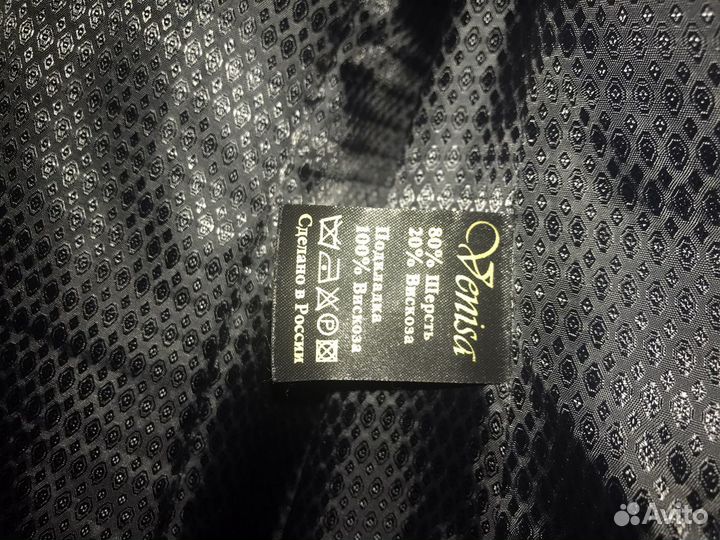 Venisa
80% Шерсть
20% Вискоза
Подкладка
100% Вискоза
Сделано в России
Avito